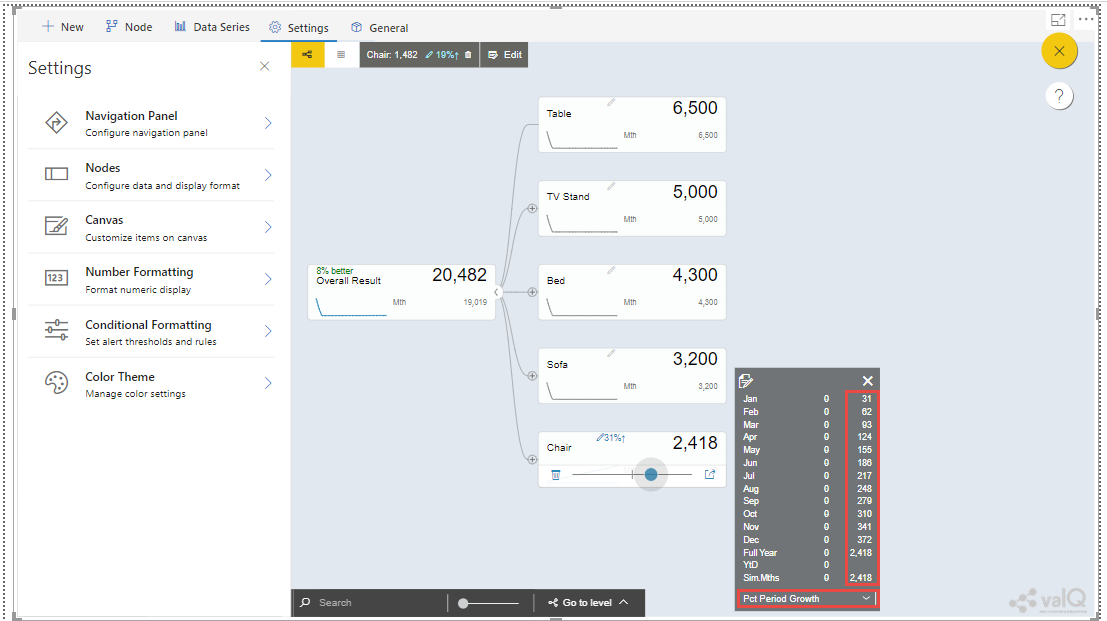 New Node Data Series Settings General
Settings
Navigation Panel
Configure navigation panel
Nodes
Configure data and display format
Canvas
Customize items on canvas
123
Number Formatting
Format numeric display
Conditional Formatting
Set alert thresholds and rules
Color Theme
Manage color settings
Chair: 1,482 19%↑ Edit
?
8% better
Overall Result 20,482
Mth 19,019
Table 6,500
Mth 6,500
TV Stand 5,000
Mth 5,000
Bed 4,300
Mth 4,300
Sofa 3,200
Mth 3,200
Chair 31%↑ 2,418
Jan 0 31
Feb 0 62
Mar 0 93
Apr 0 124
May 0 155
Jun 0 186
Jul 0 217
Aug 0 248
Sep 0 279
Oct 0 310
Nov 0 341
Dec 0 372
Full Year 0 2,418
YtD 0
Sim.Mths 0 2,418
Pct Period Growth
Search Go to level
valQ